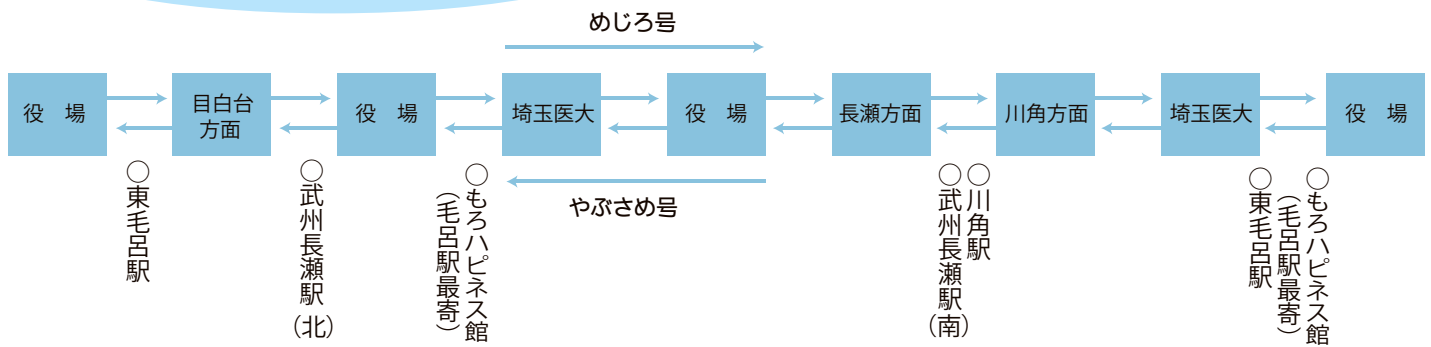 めじろ号
役　場
目白台
方面
役　場
埼玉医大
役　場
長瀬方面
川角方面
埼玉医大
役　場
やぶさめ号
○東毛呂駅
○武州長瀬駅(北)
○もろハピネス館
(毛呂駅最寄)
○川角駅
○武州長瀬駅(南)
○もろハピネス館
(毛呂駅最寄)
○東毛呂駅